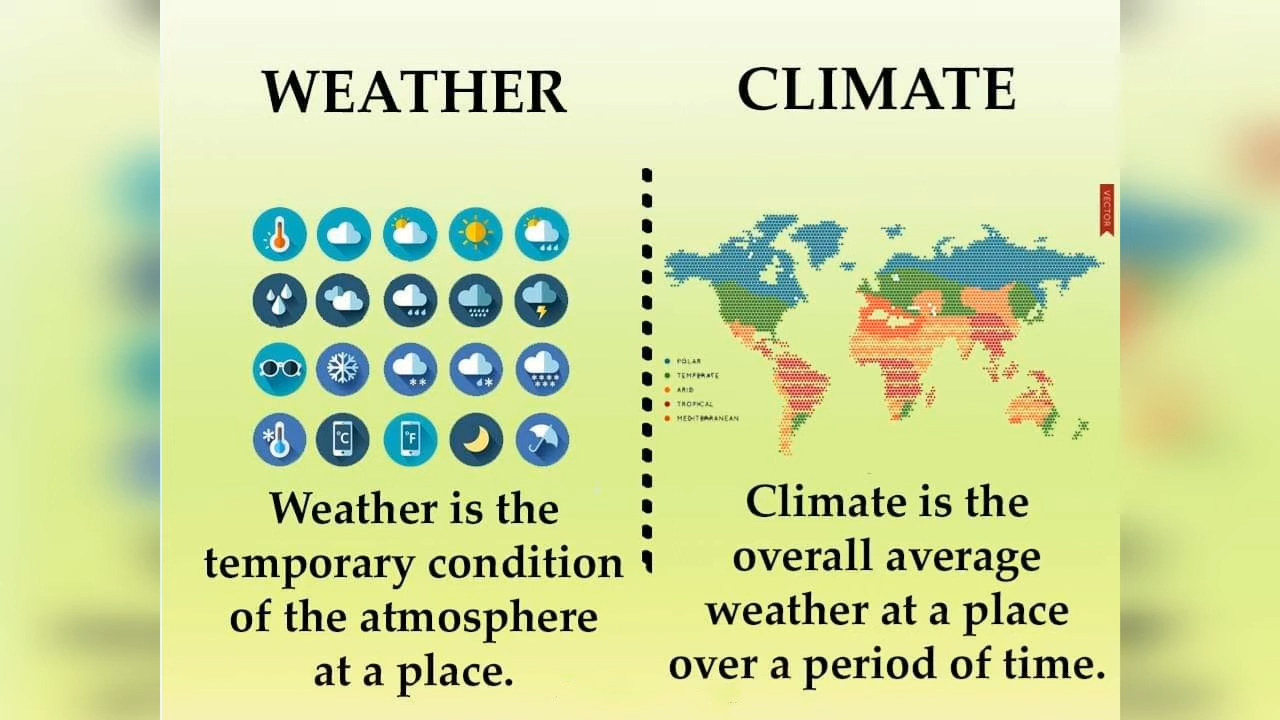 WEATHER
CLIMATE
VECTOR
°C
°F
POLAR
TEMPERATE
ARID
TROPICAL
MEDITERRANEAN
Weather is the
temporary condition
of the atmosphere
at a place.
Climate is the
overall average
weather at a place
over a period of time.